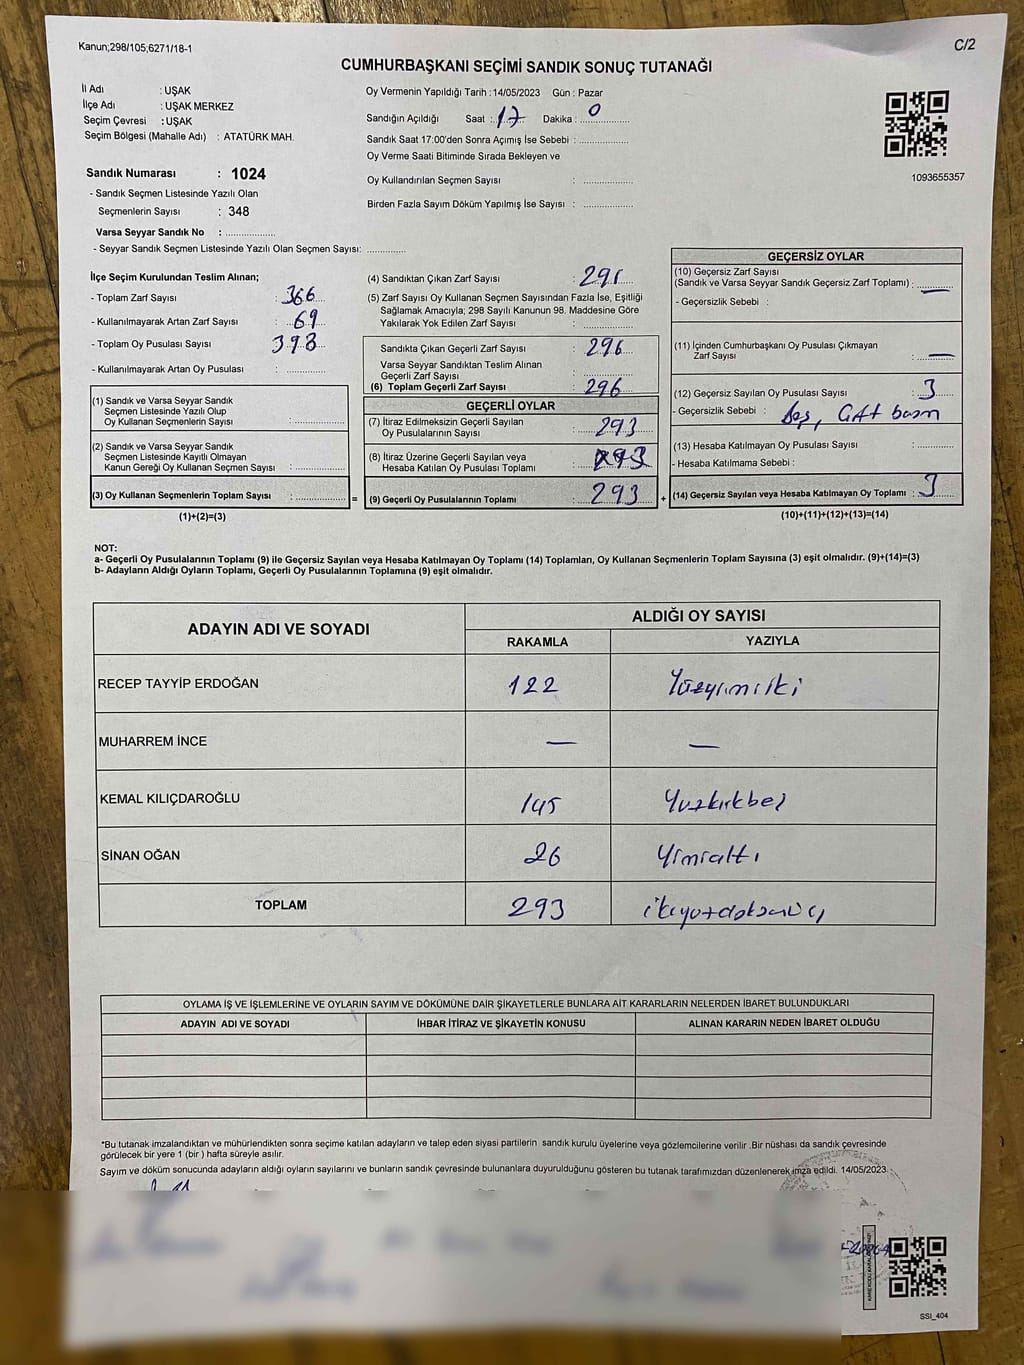 Kanun;298/105;6271/18-1
C/2
CUMHURBAŞKANI SEÇİMİ SANDIK SONUÇ TUTANAĞI
İl Adı : UŞAK
İlçe Adı : UŞAK MERKEZ
Seçim Çevresi : UŞAK
Seçim Bölgesi (Mahalle Adı) : ATATÜRK MAH.
Sandık Numarası : 1024
- Sandık Seçmen Listesinde Yazılı Olan
Seçmenlerin Sayısı : 348
Varsa Seyyar Sandık No : ..............
- Seyyar Sandık Seçmen Listesinde Yazılı Olan Seçmen Sayısı: ............
Oy Vermenin Yapıldığı Tarih :14/05/2023 Gün : Pazar
Sandığın Açıldığı Saat : 17 Dakika : 0
Sandık Saat 17:00'den Sonra Açımış İse Sebebi : ..............
Oy Verme Saati Bitiminde Sırada Bekleyen ve
Oy Kullandırılan Seçmen Sayısı : ..............
Birden Fazla Sayım Döküm Yapılmış İse Sayısı : ..............
1093655357
İlçe Seçim Kurulundan Teslim Alınan;
- Toplam Zarf Sayısı : 366
- Kullanılmayarak Artan Zarf Sayısı : 69
- Toplam Oy Pusulası Sayısı : 398
- Kullanılmayarak Artan Oy Pusulası : ............
(1) Sandık ve Varsa Seyyar Sandık
Seçmen Listesinde Yazılı Olup
Oy Kullanan Seçmenlerin Sayısı : ..............
(2) Sandık ve Varsa Seyyar Sandık
Seçmen Listesinde Kayıtlı Olmayan
Kanun Gereği Oy Kullanan Seçmen Sayısı : ..............
(3) Oy Kullanan Seçmenlerin Toplam Sayısı : .............. =
(1)+(2)=(3)
(4) Sandıktan Çıkan Zarf Sayısı : 296
(5) Zarf Sayısı Oy Kullanan Seçmen Sayısından Fazla İse, Eşitliği
Sağlamak Amacıyla; 298 Sayılı Kanunun 98. Maddesine Göre
Yakılarak Yok Edilen Zarf Sayısı : ..............
Sandıkta Çıkan Geçerli Zarf Sayısı : 296
Varsa Seyyar Sandıktan Teslim Alınan
Geçerli Zarf Sayısı : ..............
(6) Toplam Geçerli Zarf Sayısı : 296
GEÇERLİ OYLAR
(7) İtiraz Edilmeksizin Geçerli Sayılan
Oy Pusulalarının Sayısı : 293
(8) İtiraz Üzerine Geçerli Sayılan veya
Hesaba Katılan Oy Pusulası Toplamı :
(9) Geçerli Oy Pusulalarının Toplamı : 293 +
GEÇERSİZ OYLAR
(10) Geçersiz Zarf Sayısı
(Sandık ve Varsa Seyyar Sandık Geçersiz Zarf Toplamı) : —
- Geçersizlik Sebebi :
(11) İçinden Cumhurbaşkanı Oy Pusulası Çıkmayan
Zarf Sayısı : —
(12) Geçersiz Sayılan Oy Pusulası Sayısı : 3
- Geçersizlik Sebebi : Boş, Çift basım
(13) Hesaba Katılmayan Oy Pusulası Sayısı : ............
- Hesaba Katılmama Sebebi :
(14) Geçersiz Sayılan veya Hesaba Katılmayan Oy Toplamı : 3
(10)+(11)+(12)+(13)=(14)
NOT:
a- Geçerli Oy Pusulalarının Toplamı (9) ile Geçersiz Sayılan veya Hesaba Katılmayan Oy Toplamı (14) Toplamları, Oy Kullanan Seçmenlerin Toplam Sayısına (3) eşit olmalıdır. (9)+(14)=(3)
b- Adayların Aldığı Oyların Toplamı, Geçerli Oy Pusulalarının Toplamına (9) eşit olmalıdır.
ADAYIN ADI VE SOYADI
ALDIĞI OY SAYISI
RAKAMLA YAZIYLA
RECEP TAYYİP ERDOĞAN 122 Yüzyirmiiki
MUHARREM İNCE — —
KEMAL KILIÇDAROĞLU 145 Yuzkırkbeş
SİNAN OĞAN 26 Yirmialtı
TOPLAM 293 ikiyüzdoksanüç
OYLAMA İŞ VE İŞLEMLERİNE VE OYLARIN SAYIM VE DÖKÜMÜNE DAİR ŞİKAYETLERLE BUNLARA AİT KARARLARIN NELERDEN İBARET BULUNDUKLARI
ADAYIN ADI VE SOYADI İHBAR İTİRAZ VE ŞİKAYETİN KONUSU ALINAN KARARIN NEDEN İBARET OLDUĞU
*Bu tutanak imzalandıktan ve mühürlendikten sonra seçime katılan adayların ve talep eden siyasi partilerin sandık kurulu üyelerine veya gözlemcilerine verilir .Bir nüshası da sandık çevresinde
görülecek bir yere 1 (bir ) hafta süreyle asılır.
Sayım ve döküm sonucunda adayların aldığı oyların sayılarını ve bunların sandık çevresinde bulunanlara duyurulduğunu gösteren bu tutanak tarafımızdan düzenlenerek imza edildi. 14/05/2023
SSI_404